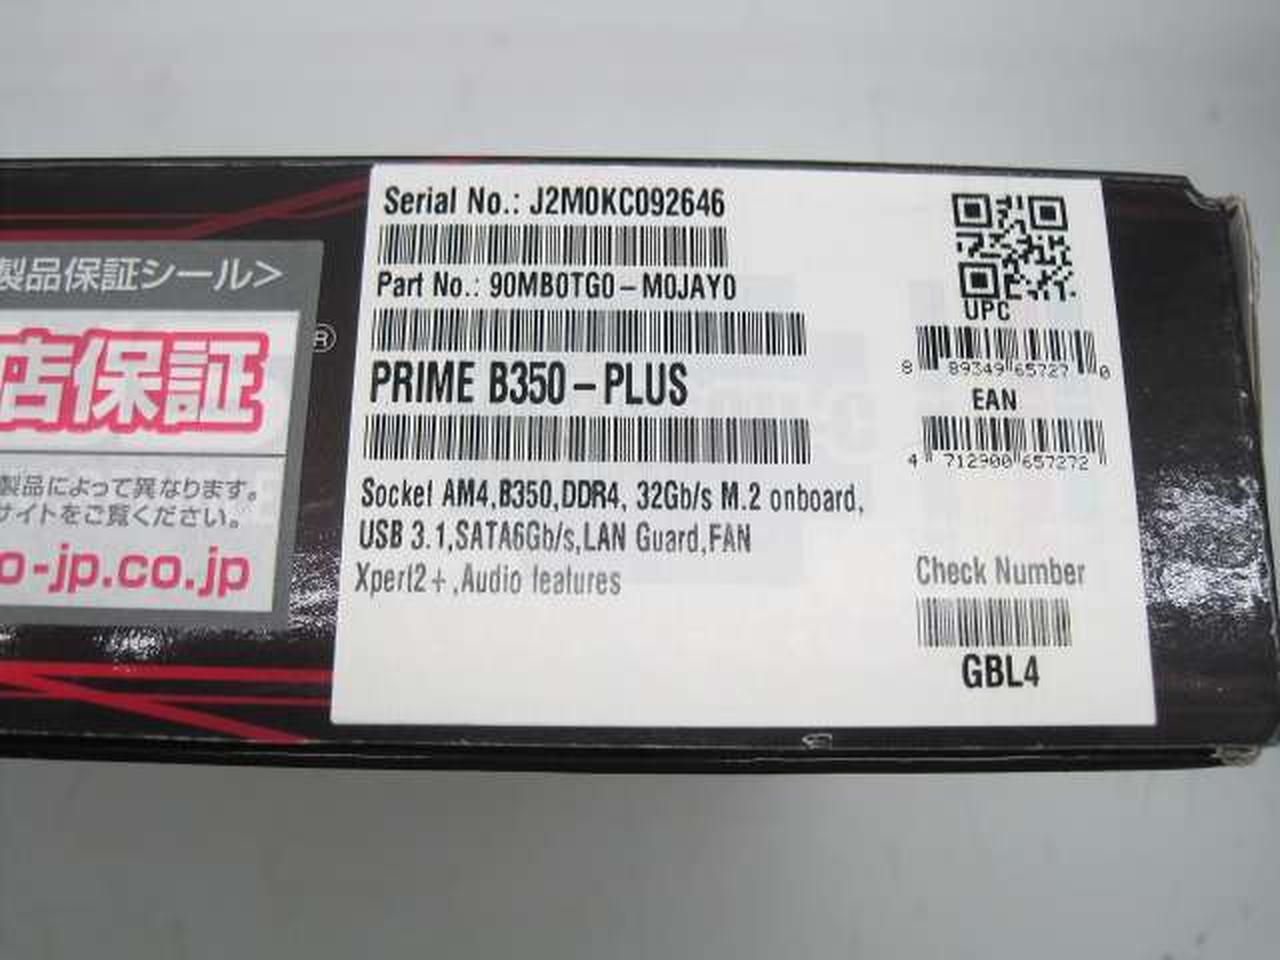 製品保証シール>
店保証
製品によって異なります。
サイトをご覧ください。
o-jp.co.jp
®
Serial No.: J2M0KC092646
Part No.: 90MB0TG0-M0JAY0
PRIME B350-PLUS
Socket AM4,B350,DDR4, 32Gb/s M.2 onboard,
USB 3.1,SATA6Gb/s,LAN Guard,FAN
Xpert2+,Audio features
UPC
8 89349 65727 0
EAN
4 712900 657272
Check Number
GBL4